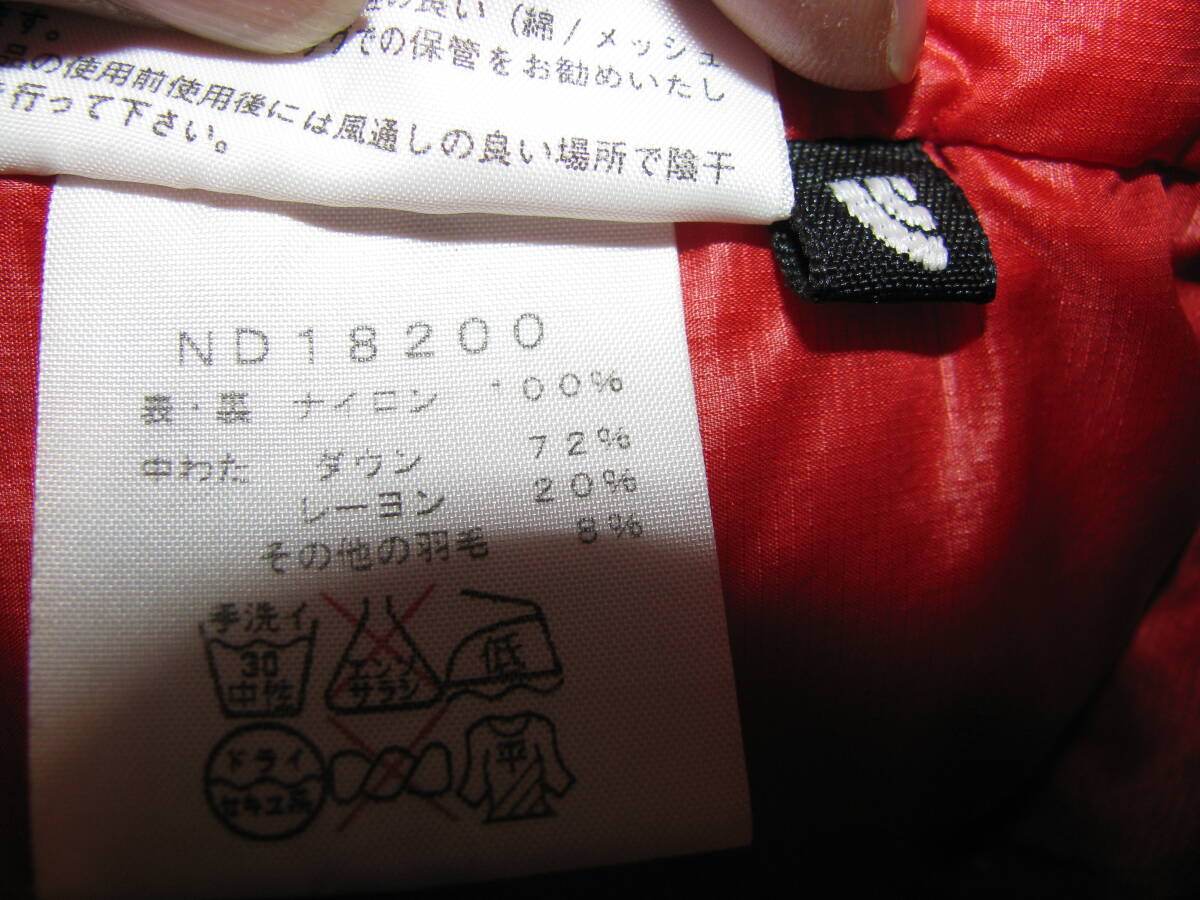 す。
の良い(綿/メッシュ
での保管をお勧めいたし
の使用前使用後には風通しの良い場所で陰干
行って下さい。
ND18200
表・裏 ナイロン 100%
中わた ダウン 72%
レーヨン 20%
その他の羽毛 8%
手洗イ
30
中性
エンソ
サラシ
低
ドライ
セキユ系
平